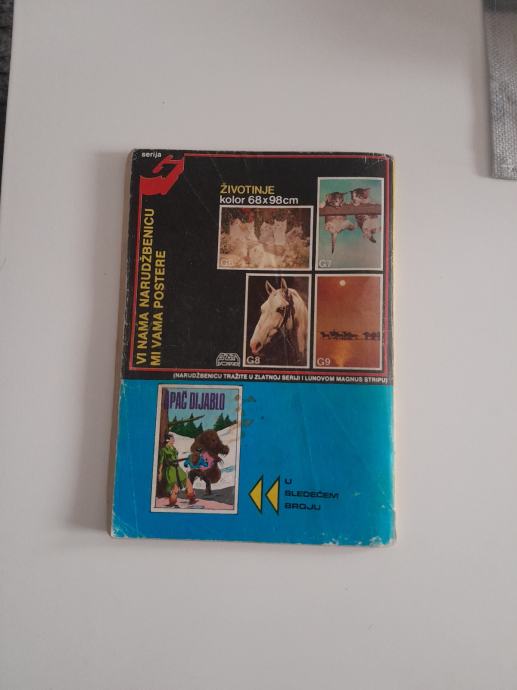 serija
ŽIVOTINJE
kolor 68x98cm
VI NAMA NARUDŽBENICU
MI VAMA POSTERE
G6
G7
G8
G9
(NARUDŽBENICU TRAŽITE U ZLATNOJ SERIJI I LUNOVOM MAGNUS STRIPU)
APAČ DIJABLO
U
SLEDEĆEM
BROJU